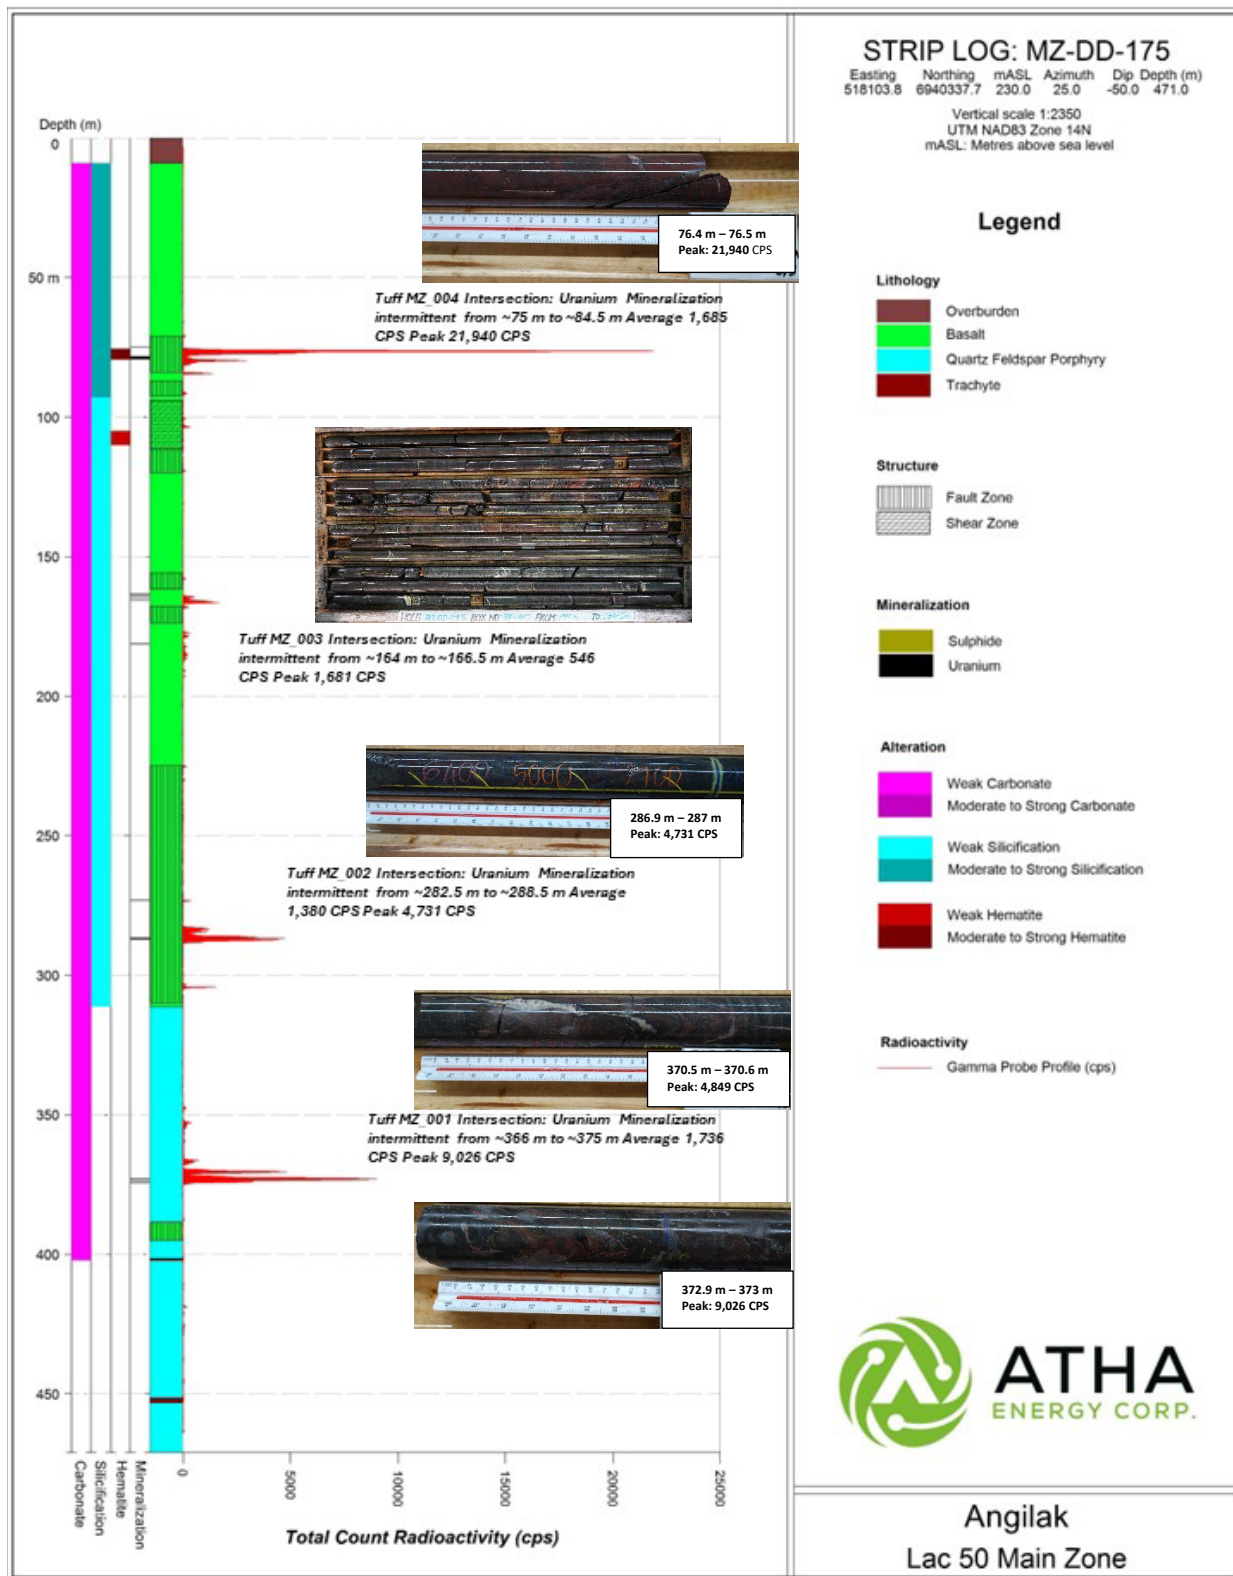 STRIP LOG: MZ-DD-175
Easting Northing mASL Azimuth Dip Depth (m)
518103.8 6940337.7 230.0 25.0 -50.0 471.0
Vertical scale 1:2350
UTM NAD83 Zone 14N
mASL: Metres above sea level
Depth (m)
0
50 m
100
150
200
250
300
350
400
450
76.4 m – 76.5 m
Peak: 21,940 CPS
Tuff MZ_004 Intersection: Uranium Mineralization
intermittent from ~75 m to ~84.5 m Average 1,685
CPS Peak 21,940 CPS
Tuff MZ_003 Intersection: Uranium Mineralization
intermittent from ~164 m to ~166.5 m Average 546
CPS Peak 1,681 CPS
6400 5000 7100
286.9 m – 287 m
Peak: 4,731 CPS
Tuff MZ_002 Intersection: Uranium Mineralization
intermittent from ~282.5 m to ~288.5 m Average
1,380 CPS Peak 4,731 CPS
370.5 m – 370.6 m
Peak: 4,849 CPS
Tuff MZ_001 Intersection: Uranium Mineralization
intermittent from ~366 m to ~375 m Average 1,736
CPS Peak 9,026 CPS
372.9 m – 373 m
Peak: 9,026 CPS
Carbonate
Silicification
Hematite
Mineralization
0
5000
10000
15000
20000
25000
Total Count Radioactivity (cps)
Legend
Lithology
Overburden
Basalt
Quartz Feldspar Porphyry
Trachyte
Structure
Fault Zone
Shear Zone
Mineralization
Sulphide
Uranium
Alteration
Weak Carbonate
Moderate to Strong Carbonate
Weak Silicification
Moderate to Strong Silicification
Weak Hematite
Moderate to Strong Hematite
Radioactivity
Gamma Probe Profile (cps)
ATHA
ENERGY CORP.
Angilak
Lac 50 Main Zone